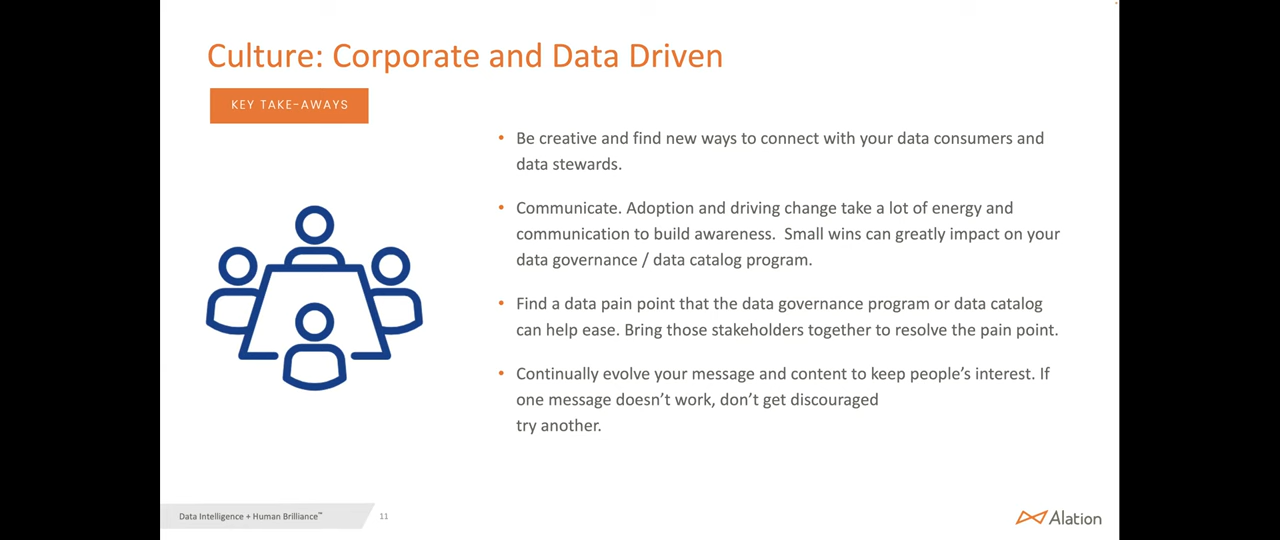 Culture: Corporate and Data Driven
KEY TAKE-AWAYS
• Be creative and find new ways to connect with your data consumers and
data stewards.
• Communicate. Adoption and driving change take a lot of energy and
communication to build awareness.  Small wins can greatly impact on your
data governance / data catalog program.
• Find a data pain point that the data governance program or data catalog
can help ease. Bring those stakeholders together to resolve the pain point.
• Continually evolve your message and content to keep people’s interest. If
one message doesn’t work, don’t get discouraged
try another.
Data Intelligence + Human Brilliance™
11
Alation